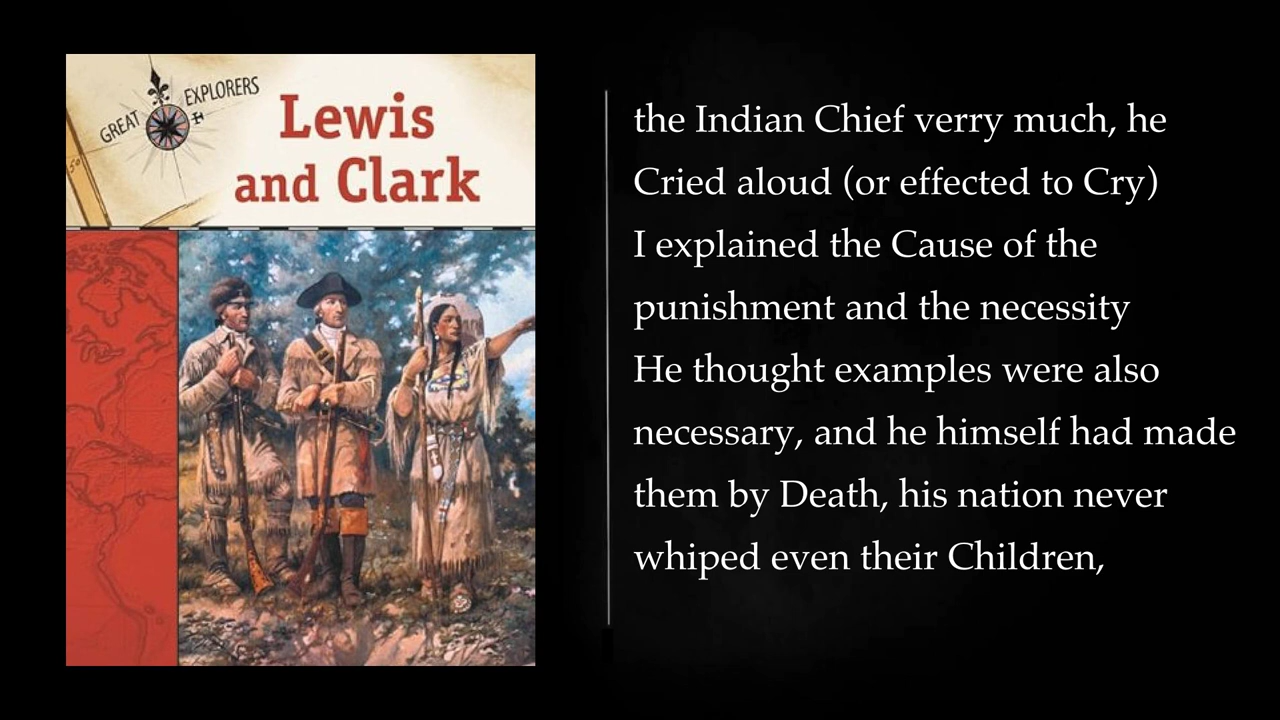 GREAT EXPLORERS
Lewis
and Clark
50
the Indian Chief verry much, he
Cried aloud (or effected to Cry)
I explained the Cause of the
punishment and the necessity
He thought examples were also
necessary, and he himself had made
them by Death, his nation never
whiped even their Children,